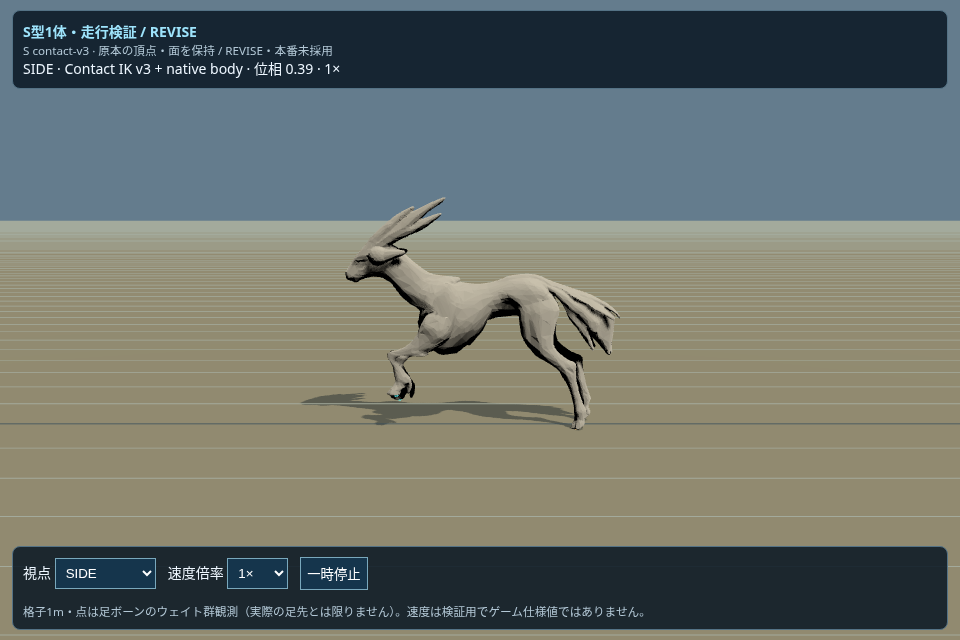 S型1体・走行検証 / REVISE
S contact-v3 · 原本の頂点・面を保持 / REVISE・本番未採用
SIDE · Contact IK v3 + native body · 位相 0.39 · 1×
視点 SIDE 速度倍率 1× 一時停止
格子1m・点は足ボーンのウェイト群観測（実際の足先とは限りません）。速度は検証用でゲーム仕様値ではありません。